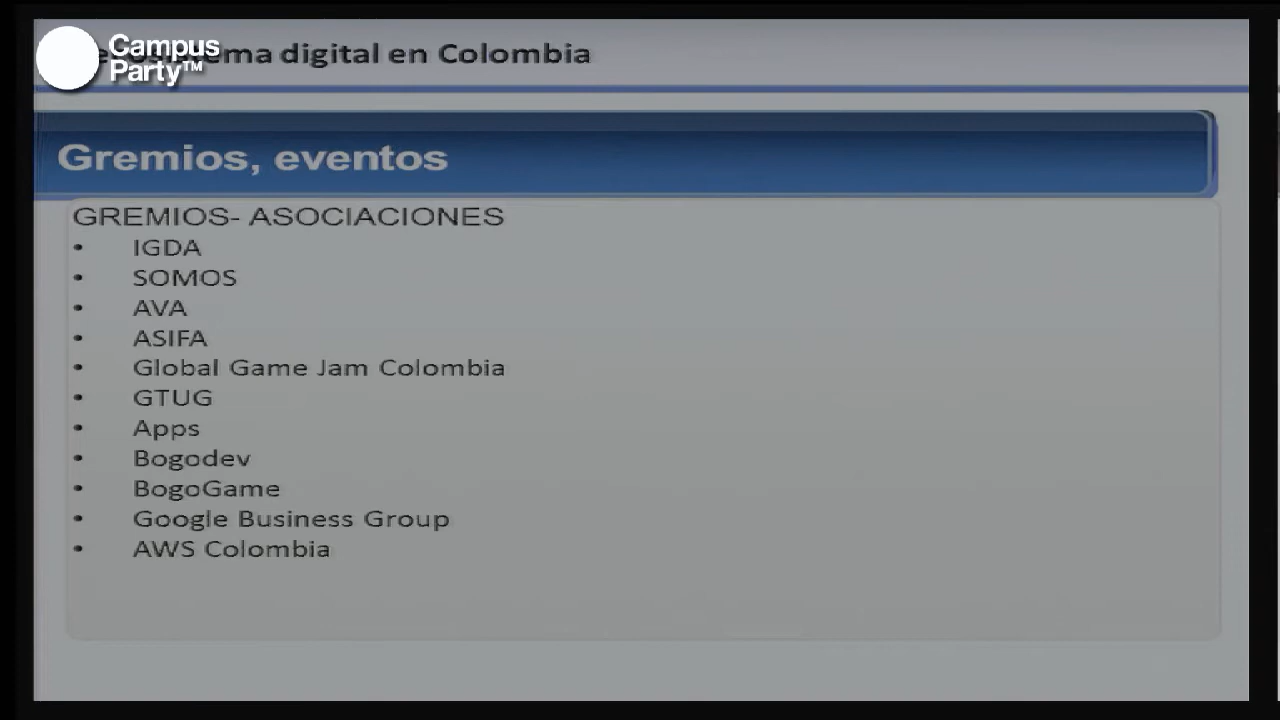 Campus
Party™
digital en Colombia
Gremios, eventos
GREMIOS- ASOCIACIONES
• IGDA
• SOMOS
• AVA
• ASIFA
• Global Game Jam Colombia
• GTUG
• Apps
• Bogodev
• BogoGame
• Google Business Group
• AWS Colombia